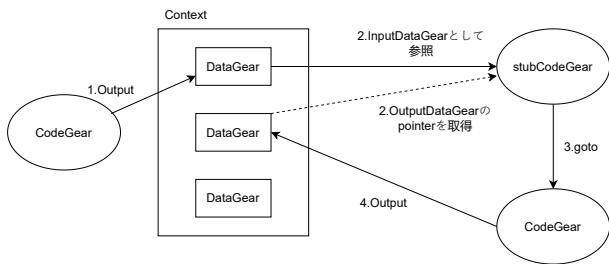 Context
2.InputDataGearとして
参照
DataGear
stubCodeGear
1.Output
CodeGear
DataGear
2.OutputDataGearの
pointerを取得
3.goto
DataGear
4.Output
CodeGear